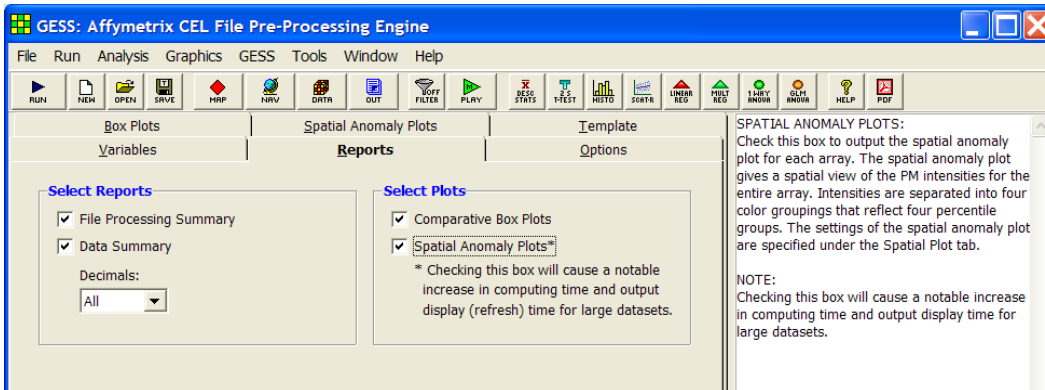 GESS: Affymetrix CEL File Pre-Processing Engine
File Run Analysis Graphics GESS Tools Window Help
RUN NEW OPEN SAVE MAP NAV DATA OUT OFF FILTER PLAY DESC STATS 2 S T-TEST HISTO SCAT-R LINEAR REG MULT REG 1 WAY ANOVA GLM ANOVA HELP PDF
Box Plots Spatial Anomaly Plots Template
Variables Reports Options
Select Reports
File Processing Summary
Data Summary
Decimals:
All
Select Plots
Comparative Box Plots
Spatial Anomaly Plots*
* Checking this box will cause a notable
increase in computing time and output
display (refresh) time for large datasets.
SPATIAL ANOMALY PLOTS:
Check this box to output the spatial anomaly
plot for each array. The spatial anomaly plot
gives a spatial view of the PM intensities for the
entire array. Intensities are separated into four
color groupings that reflect four percentile
groups. The settings of the spatial anomaly plot
are specified under the Spatial Plot tab.
NOTE:
Checking this box will cause a notable increase
in computing time and output display time for
large datasets.